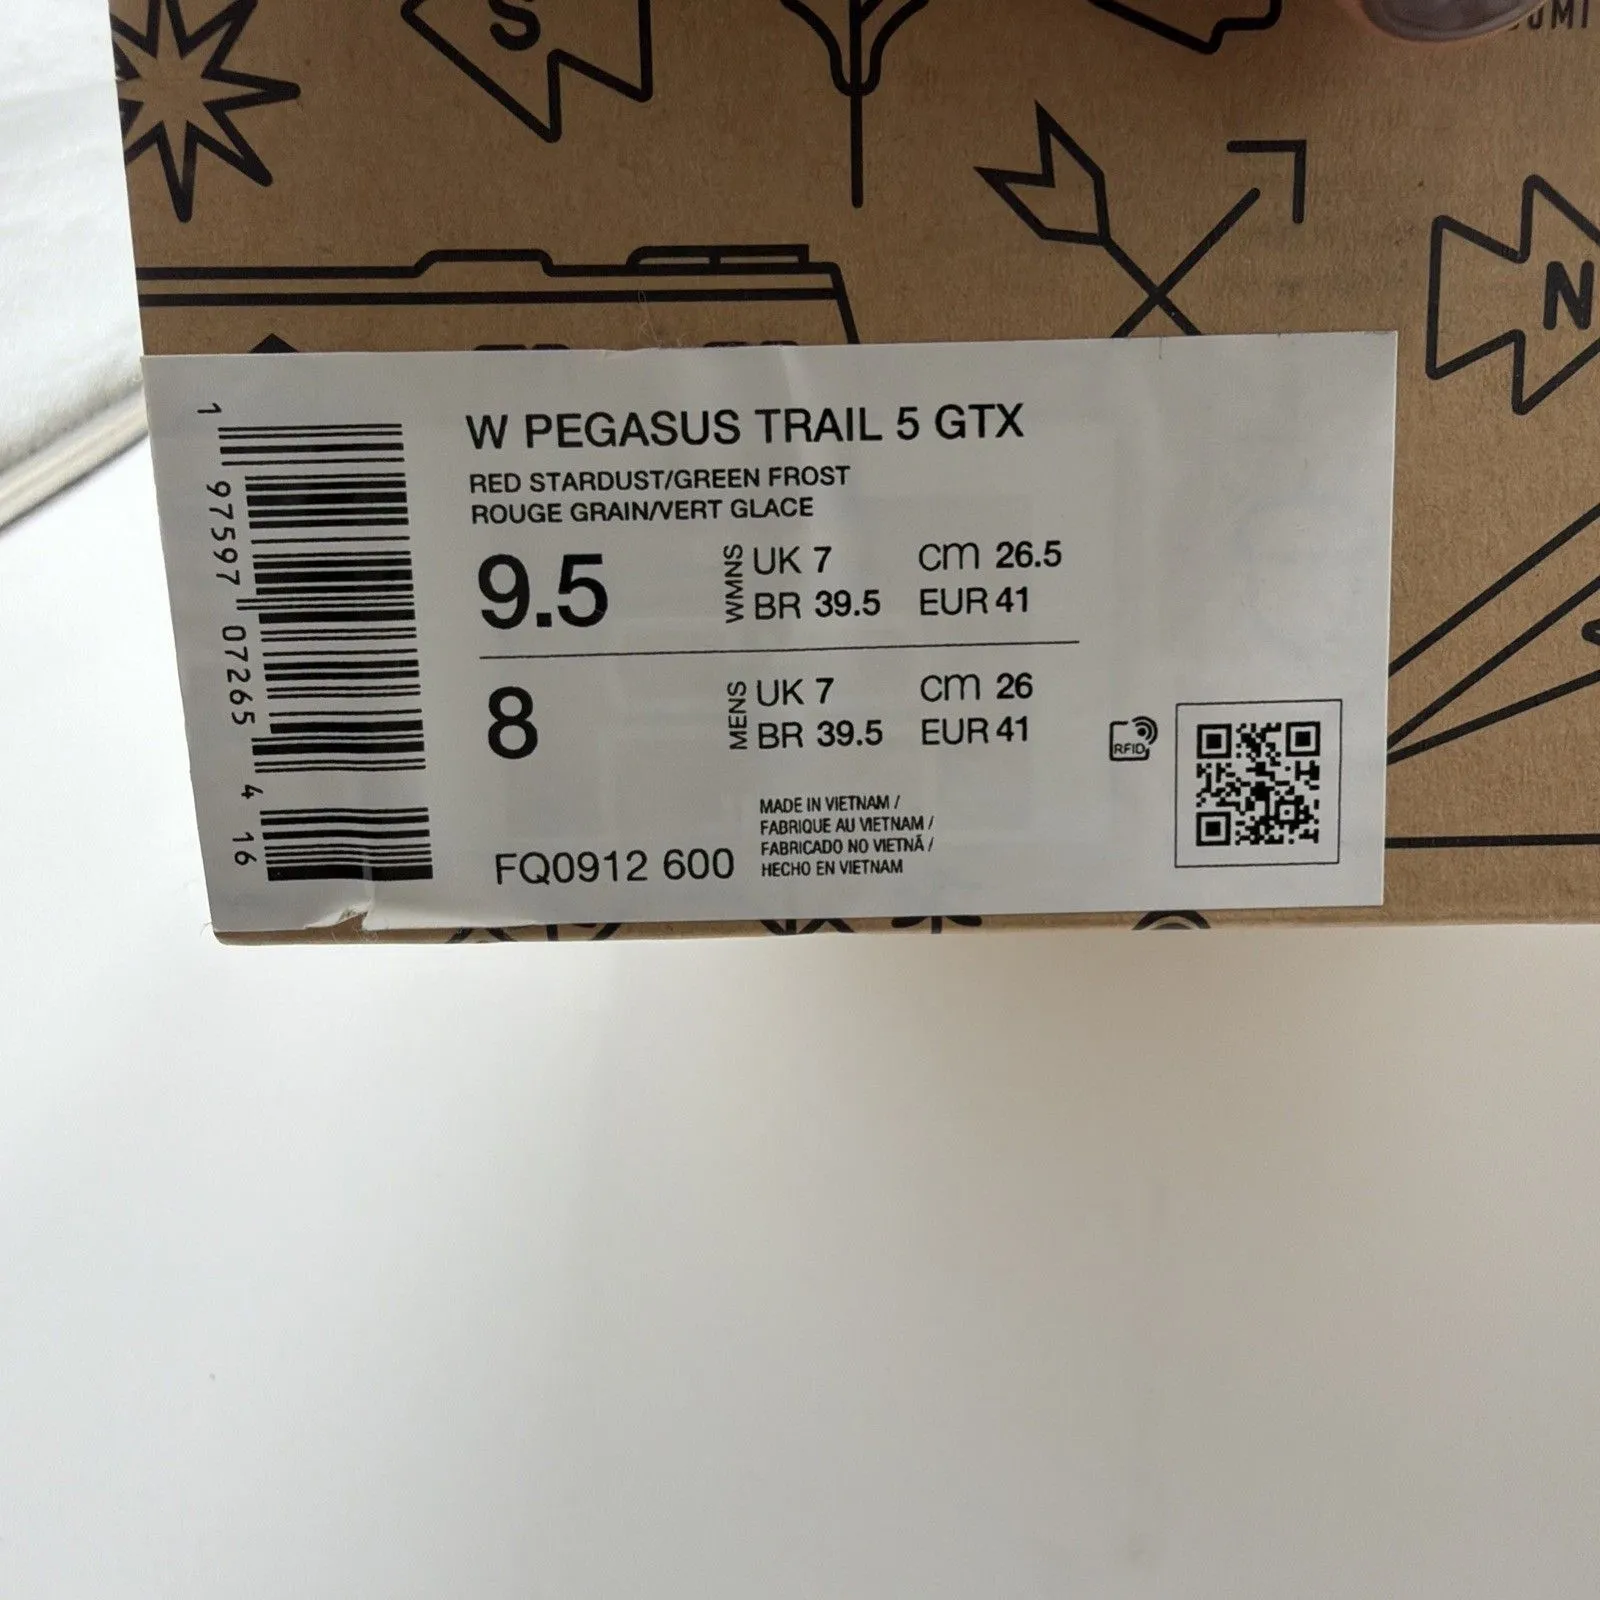 S
N
W PEGASUS TRAIL 5 GTX
RED STARDUST/GREEN FROST
ROUGE GRAIN/VERT GLACE
9.5 WMNS UK 7 cm 26.5
BR 39.5 EUR 41
8 MENS UK 7 cm 26
BR 39.5 EUR 41
RFID
MADE IN VIETNAM /
FABRIQUE AU VIETNAM /
FABRICADO NO VIETNÃ /
HECHO EN VIETNAM
FQ0912 600
1 97597 07265 4 16